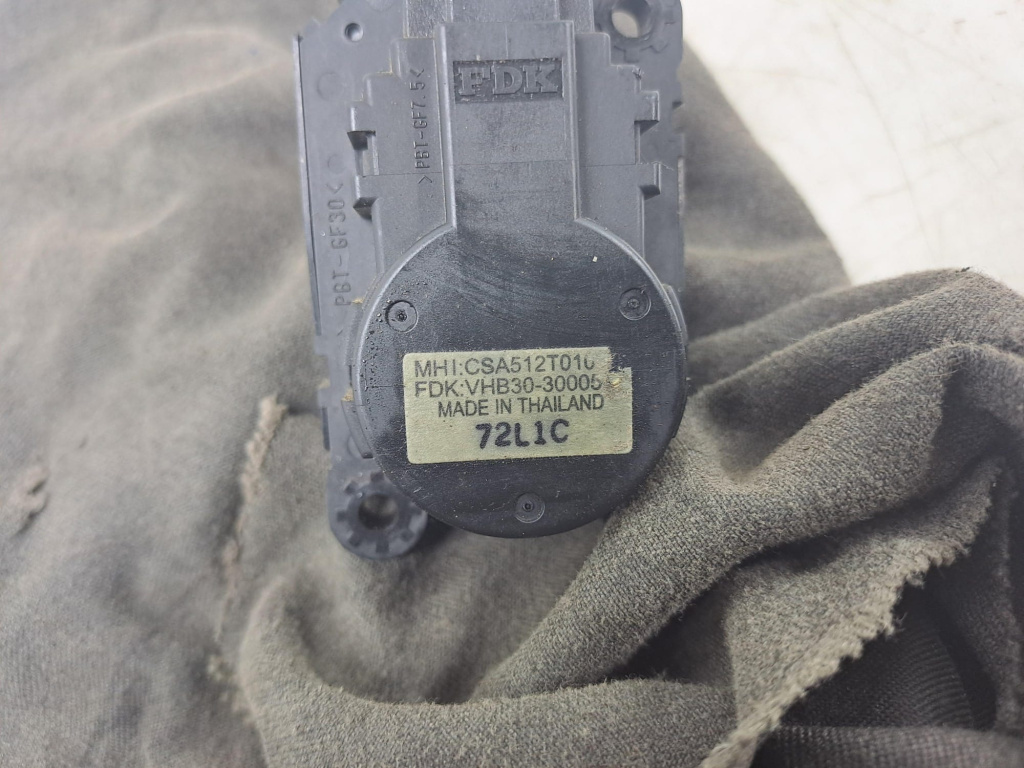 FDK
>PBT-GF7.5<
>PBT-GF30<
MHI:CSA512T010
FDK:VHB30-30005
MADE IN THAILAND
72L1C